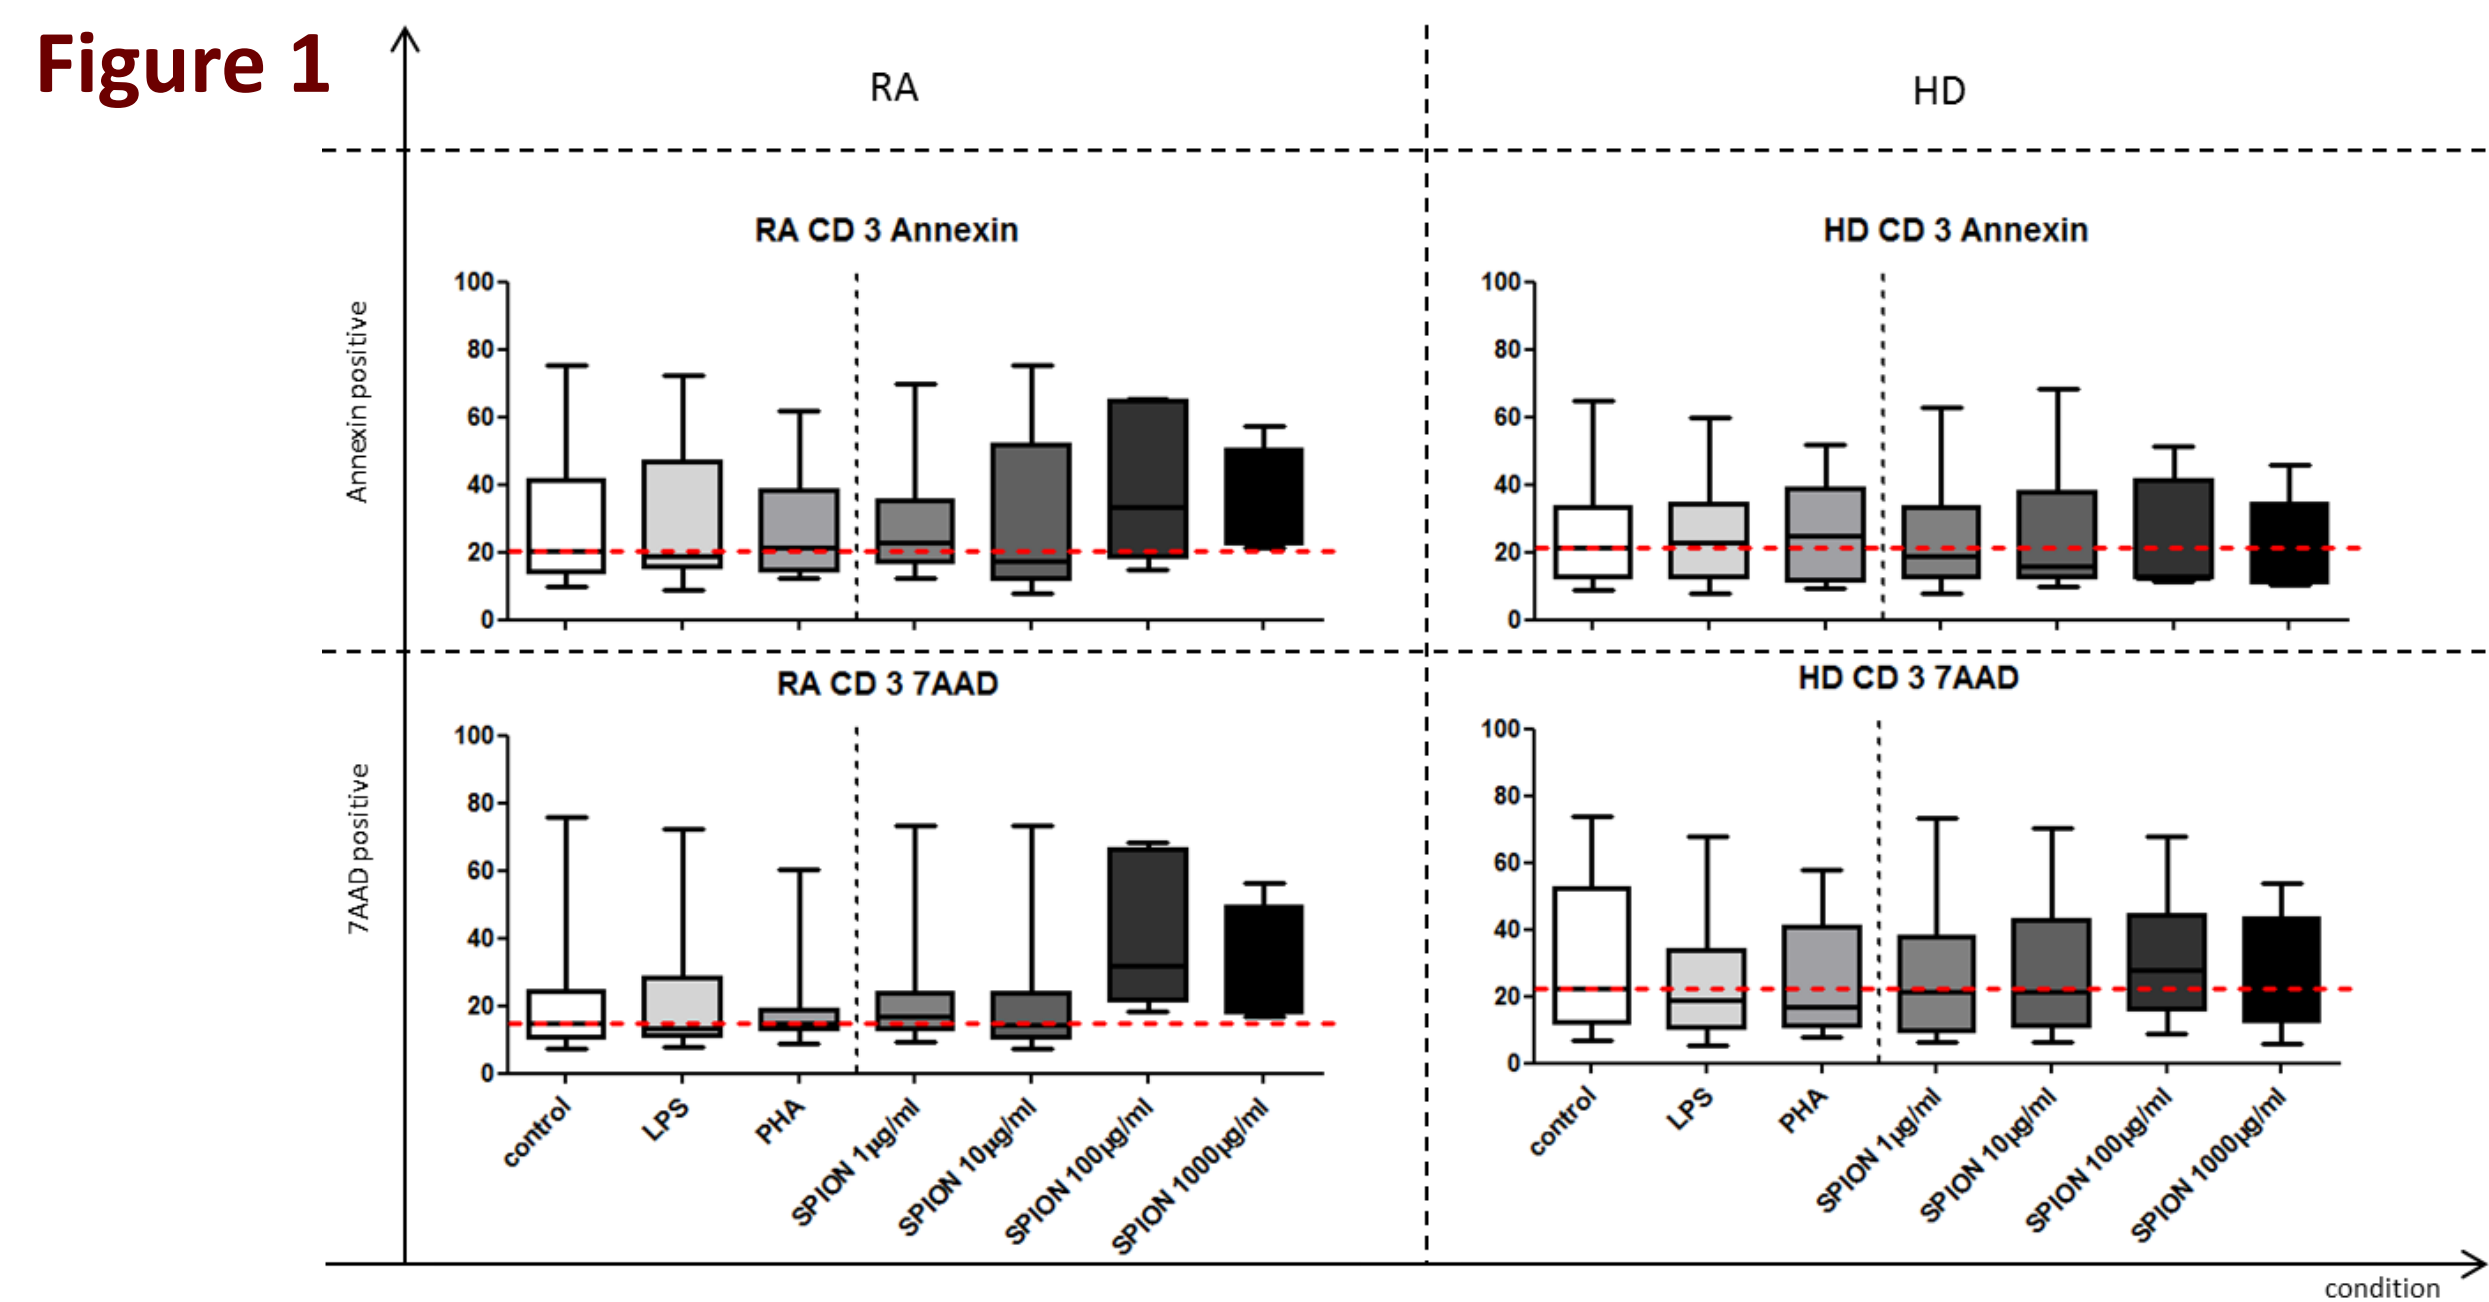 Figure 1
RA
HD
RA CD 3 Annexin
HD CD 3 Annexin
Annexin positive
100
80
60
40
20
0
100
80
60
40
20
0
RA CD 3 7AAD
HD CD 3 7AAD
7AAD positive
100
80
60
40
20
0
control
LPS
PHA
SPION 1µg/ml
SPION 10µg/ml
SPION 100µg/ml
SPION 1000µg/ml
100
80
60
40
20
0
control
LPS
PHA
SPION 1µg/ml
SPION 10µg/ml
SPION 100µg/ml
SPION 1000µg/ml
condition